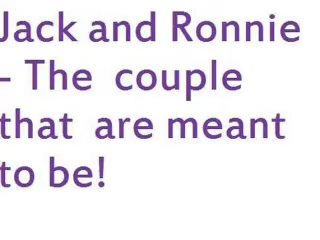 Jack and Ronnie
- The couple
that are meant
to be!